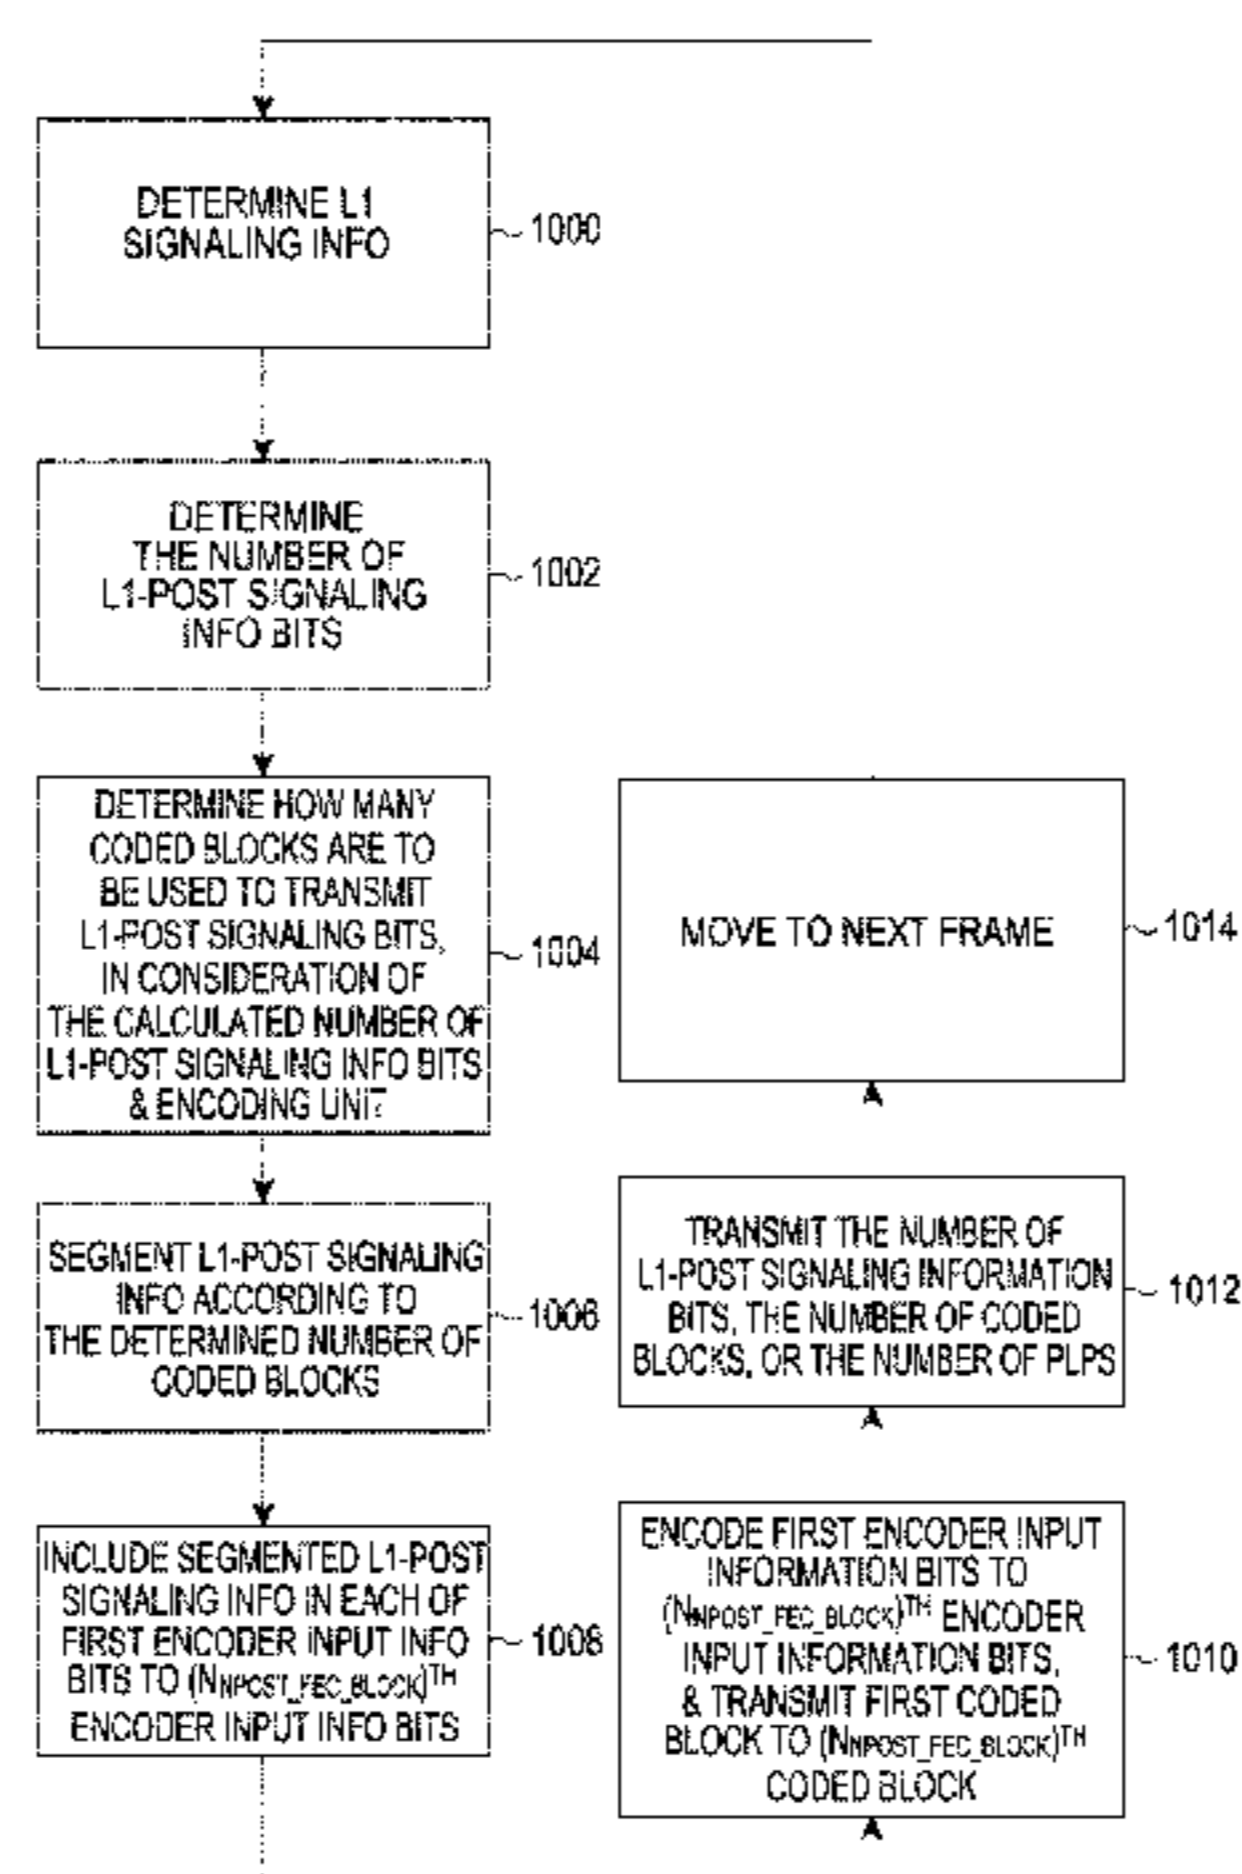 DETERMINE L1
SIGNALING INFO
1000
DETERMINE
THE NUMBER OF
L1-POST SIGNALING
INFO BITS
1002
DETERMINE HOW MANY
CODED BLOCKS ARE TO
BE USED TO TRANSMIT
L1-POST SIGNALING BITS,
IN CONSIDERATION OF
THE CALCULATED NUMBER OF
L1-POST SIGNALING INFO BITS
& ENCODING UNIT
1004
SEGMENT L1-POST SIGNALING
INFO ACCORDING TO
THE DETERMINED NUMBER OF
CODED BLOCKS
1006
INCLUDE SEGMENTED L1-POST
SIGNALING INFO IN EACH OF
FIRST ENCODER INPUT INFO
BITS TO (NNPOST_FEC_BLOCK)TH
ENCODER INPUT INFO BITS
1008
MOVE TO NEXT FRAME
1014
TRANSMIT THE NUMBER OF
L1-POST SIGNALING INFORMATION
BITS, THE NUMBER OF CODED
BLOCKS, OR THE NUMBER OF PLPS
1012
ENCODE FIRST ENCODER INPUT
INFORMATION BITS TO
(NNPOST_FEC_BLOCK)TH ENCODER
INPUT INFORMATION BITS,
& TRANSMIT FIRST CODED
BLOCK TO (NNPOST_FEC_BLOCK)TH
CODED BLOCK
1010